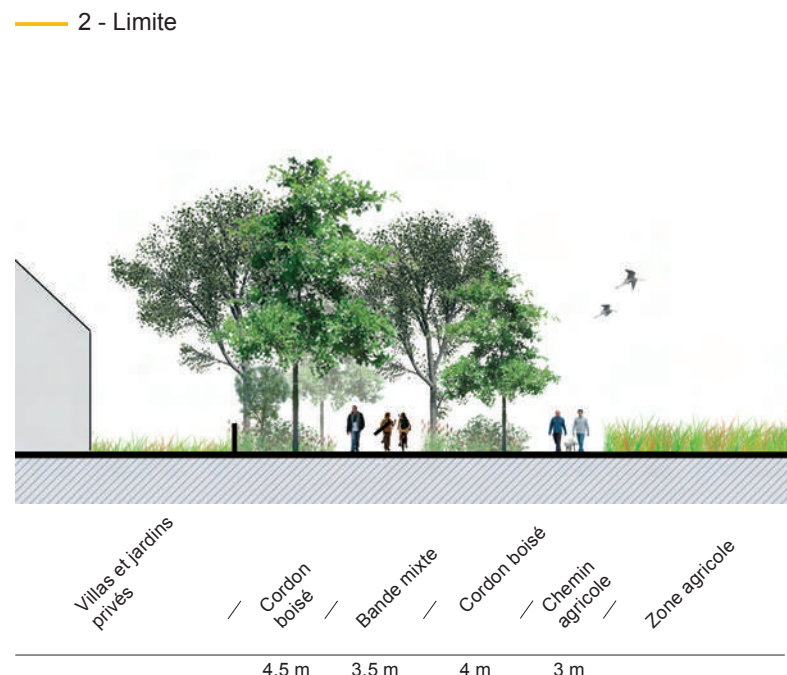 2 - Limite
Villas et jardins
privés
/
Cordon
boisé
/
Bande mixte
/
Cordon boisé
/
Chemin
agricole
/
Zone agricole
4.5 m 3.5 m 4 m 3 m